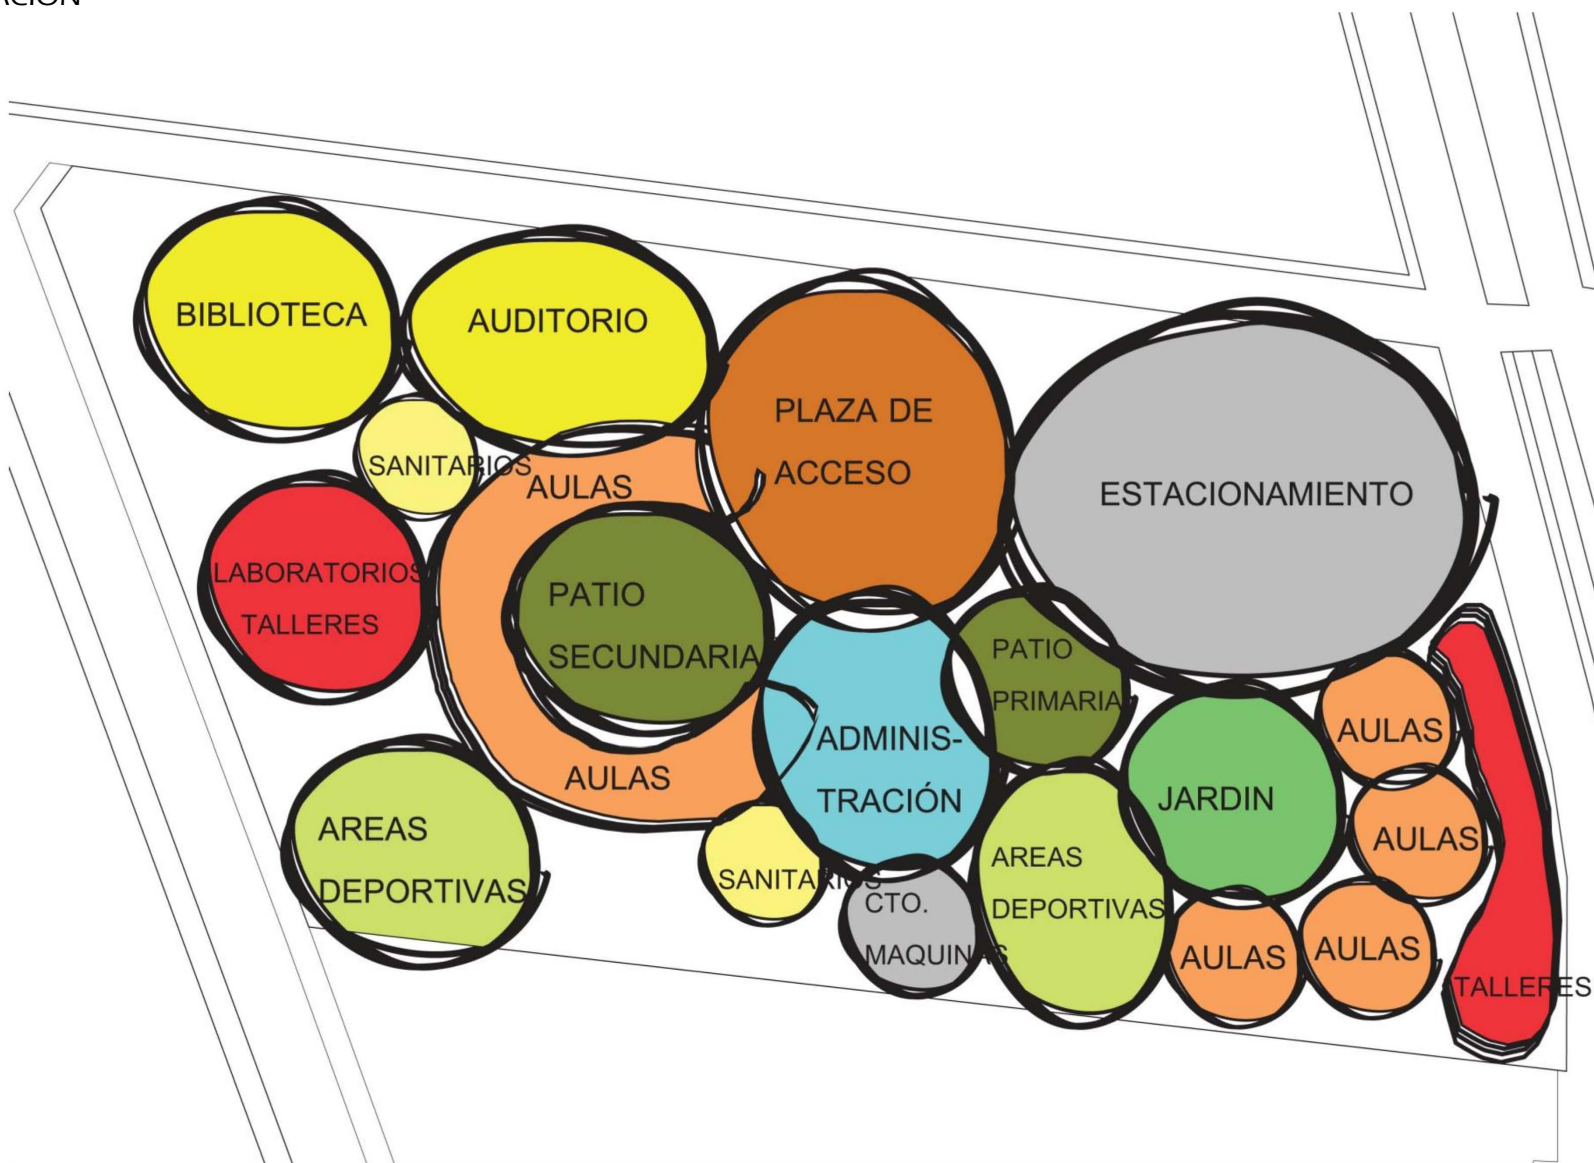 BIBLIOTECA
AUDITORIO
PLAZA DE
ACCESO
ESTACIONAMIENTO
SANITARIOS
AULAS
LABORATORIOS
TALLERES
PATIO
SECUNDARIA
PATIO
PRIMARIA
ADMINIS-
TRACIÓN
AULAS
AULAS
JARDIN
AULAS
AREAS
DEPORTIVAS
SANITARIOS
CTO.
MAQUINAS
AREAS
DEPORTIVAS
AULAS
AULAS
TALLERES